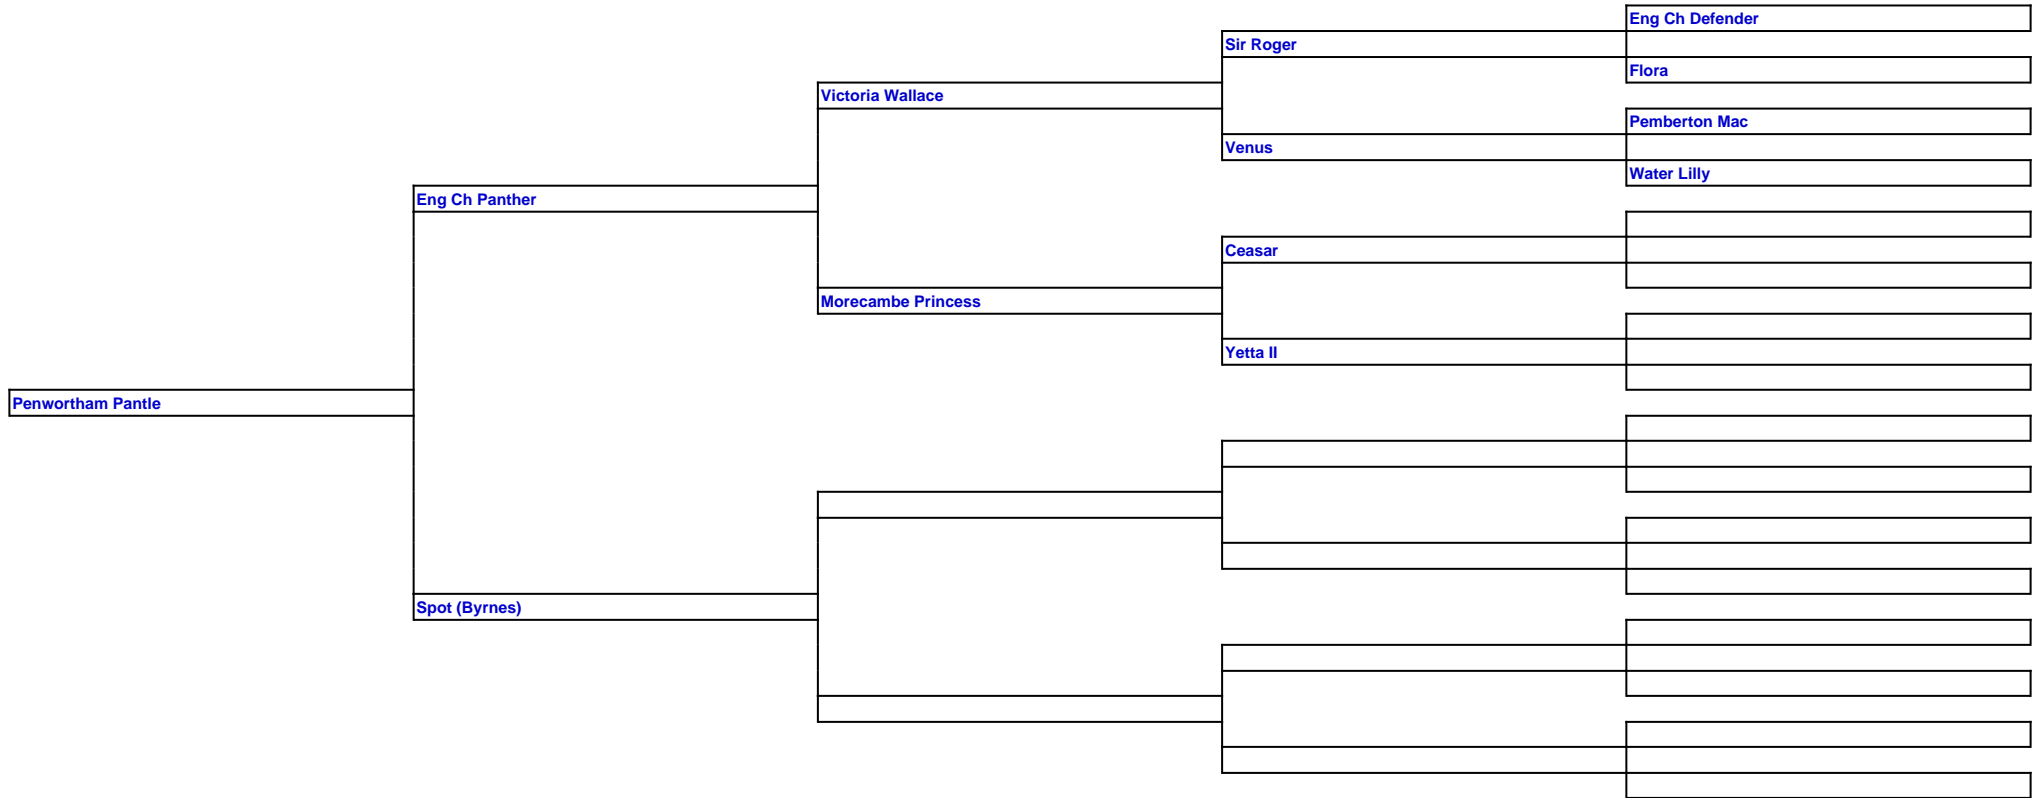 Eng Ch Defender
Sir Roger
Flora
Victoria Wallace
Pemberton Mac
Venus
Water Lilly
Eng Ch Panther
Ceasar
Morecambe Princess
Yetta II
Penwortham Pantle
Spot (Byrnes)